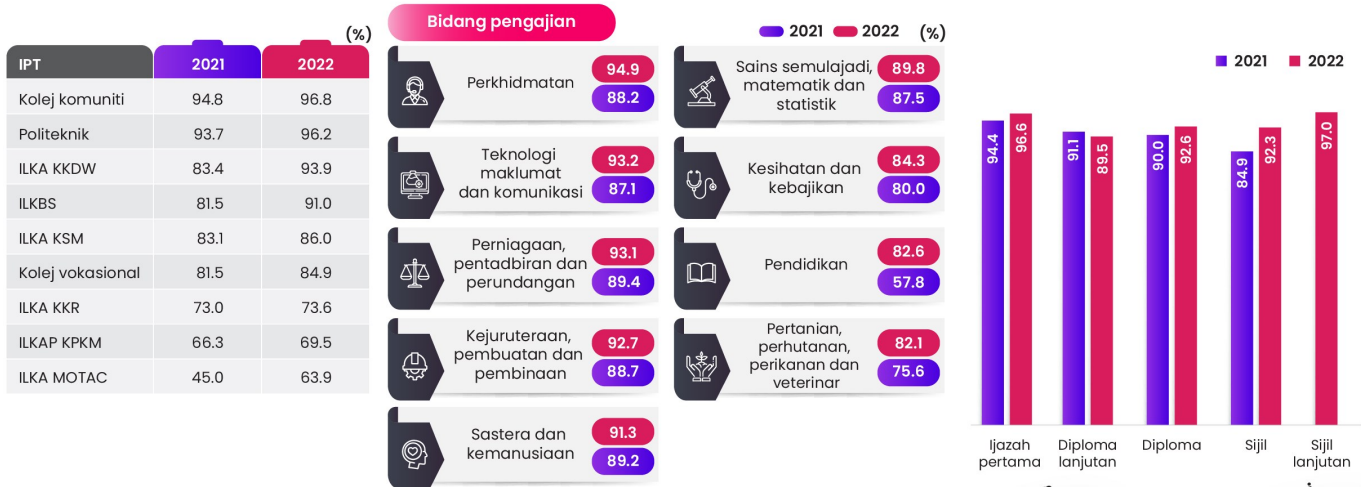 (%)
IPT 2021 2022
Kolej komuniti 94.8 96.8
Politeknik 93.7 96.2
ILKA KKDW 83.4 93.9
ILKBS 81.5 91.0
ILKA KSM 83.1 86.0
Kolej vokasional 81.5 84.9
ILKA KKR 73.0 73.6
ILKAP KPKM 66.3 69.5
ILKA MOTAC 45.0 63.9
Bidang pengajian
2021 2022 (%)
Perkhidmatan
94.9
88.2
Teknologi
maklumat
dan komunikasi
93.2
87.1
Perniagaan,
pentadbiran dan
perundangan
93.1
89.4
Kejuruteraan,
pembuatan dan
pembinaan
92.7
88.7
Sastera dan
kemanusiaan
91.3
89.2
Sains semulajadi,
matematik dan
statistik
89.8
87.5
Kesihatan dan
kebajikan
84.3
80.0
Pendidikan
82.6
57.8
Pertanian,
perhutanan,
perikanan dan
veterinar
82.1
75.6
2021 2022
94.4
96.6
91.1
89.5
90.0
92.6
84.9
92.3
97.0
Ijazah
pertama
Diploma
lanjutan
Diploma
Sijil
Sijil
lanjutan